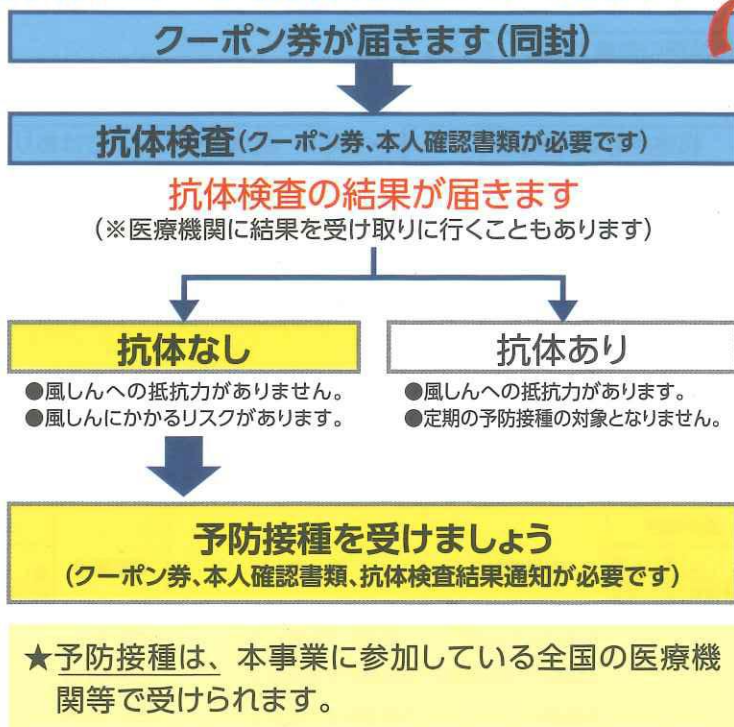 クーポン券が届きます(同封)
抗体検査(クーポン券、本人確認書類が必要です)
抗体検査の結果が届きます
(※医療機関に結果を受け取りに行くこともあります)
抗体なし
●風しんへの抵抗力がありません。
●風しんにかかるリスクがあります。
抗体あり
●風しんへの抵抗力があります。
●定期の予防接種の対象となりません。
予防接種を受けましょう
(クーポン券、本人確認書類、抗体検査結果通知が必要です)
★予防接種は、本事業に参加している全国の医療機
関等で受けられます。